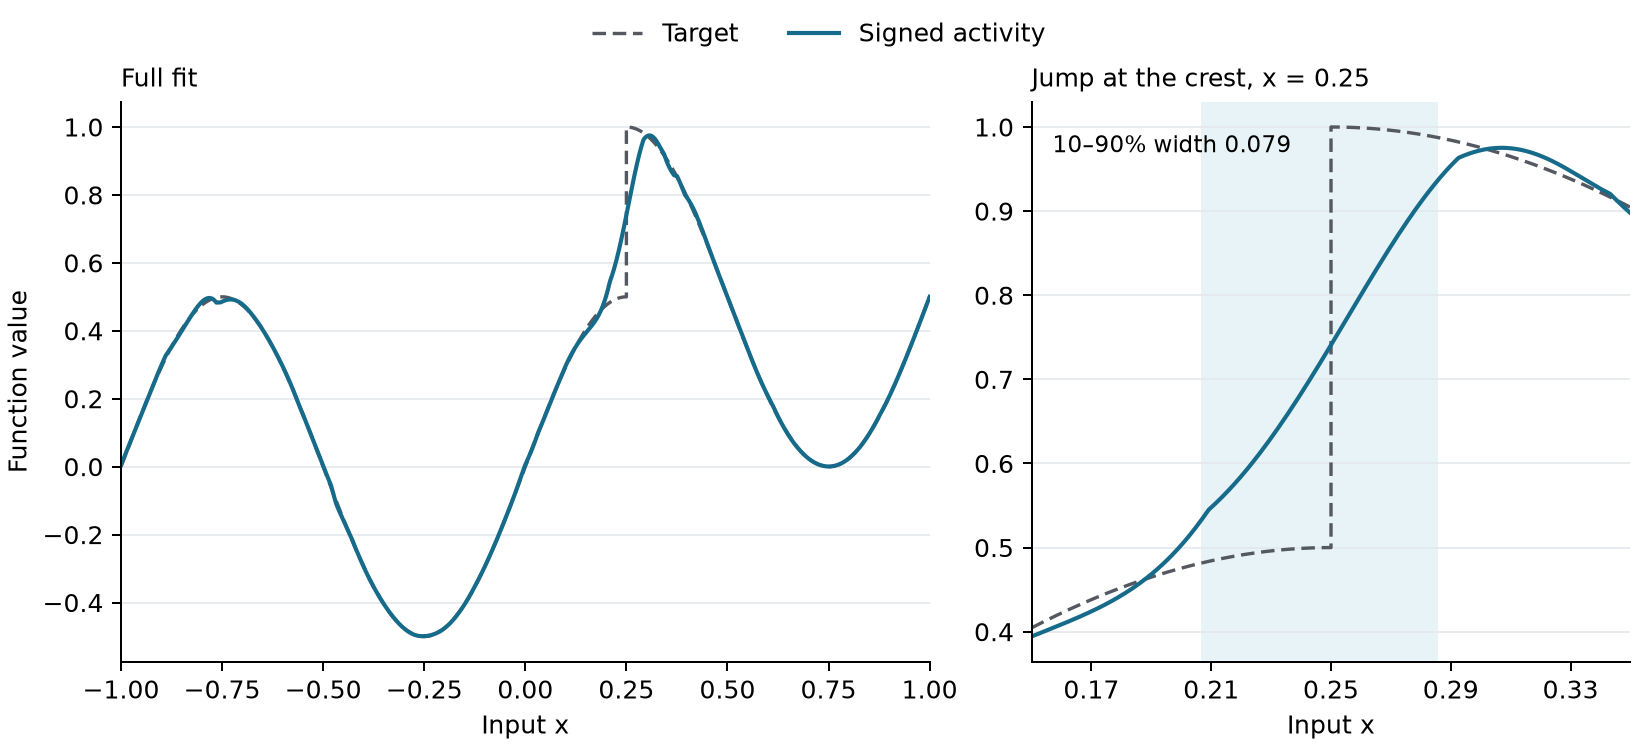 Target
Signed activity
Full fit
Jump at the crest, x = 0.25
Function value
1.0
0.8
0.6
0.4
0.2
0.0
−0.2
−0.4
−1.00 −0.75 −0.50 −0.25 0.00 0.25 0.50 0.75 1.00
Input x
10–90% width 0.079
1.0
0.9
0.8
0.7
0.6
0.5
0.4
0.17 0.21 0.25 0.29 0.33
Input x